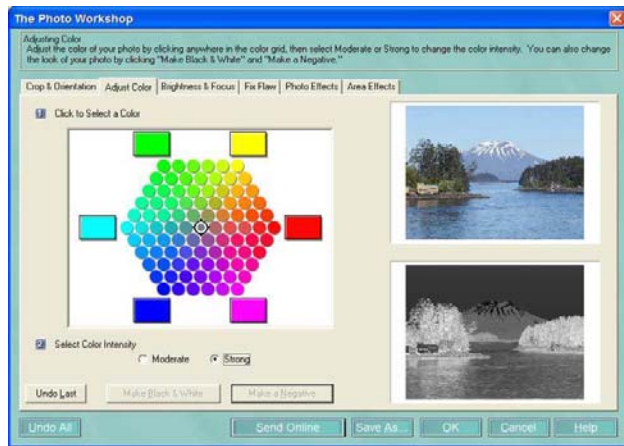 The Photo Workshop
Adjusting Color
Adjust the color of your photo by clicking anywhere in the color grid, then select Moderate or Strong to change the color intensity. You can also change
the look of your photo by clicking "Make Black & White" and "Make a Negative."
Crop & Orientation Adjust Color Brightness & Focus Fix Flaw Photo Effects Area Effects
1 Click to Select a Color
2 Select Color Intensity
Moderate Strong
Undo Last Make Black & White Make a Negative
Undo All Send Online Save As... OK Cancel Help